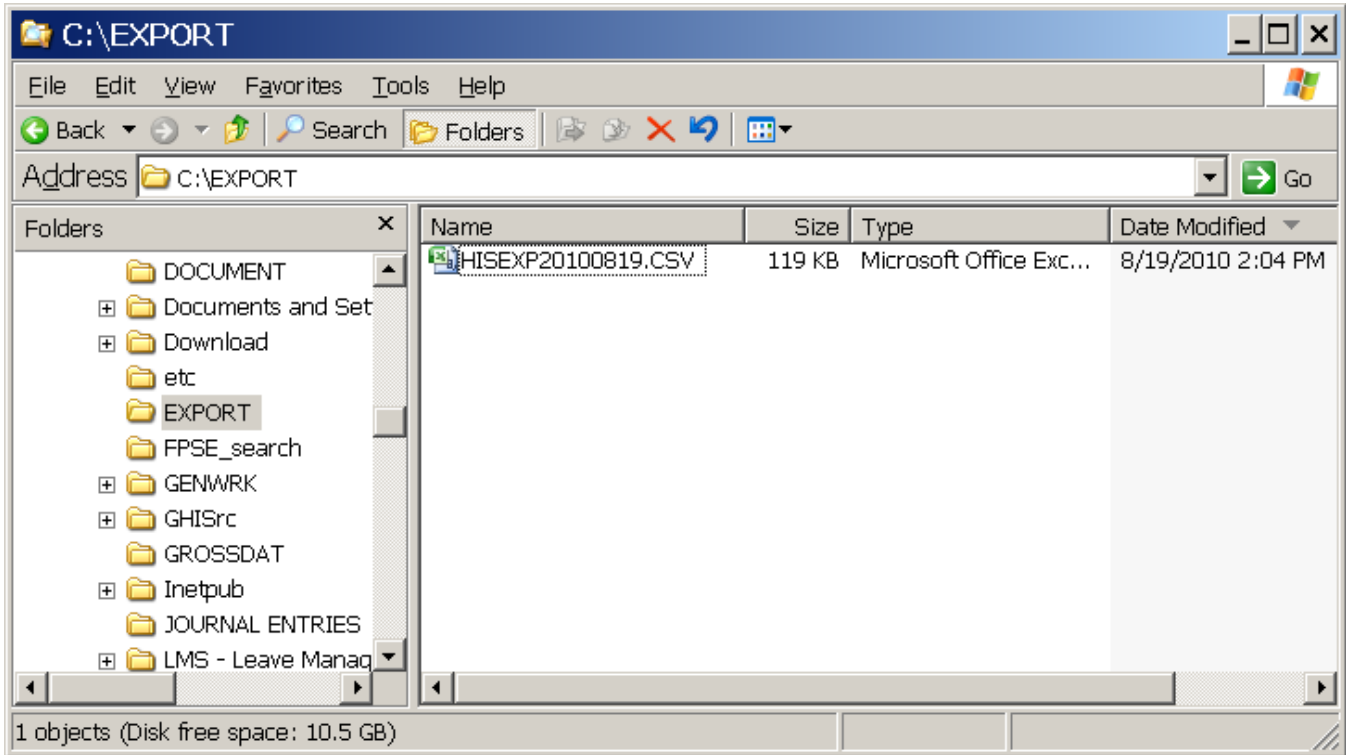 C:\EXPORT
File Edit View Favorites Tools Help
Back Search Folders
Address C:\EXPORT Go
Folders x
Name Size Type Date Modified
DOCUMENT
Documents and Set
Download
etc
EXPORT
FPSE_search
GENWRK
GHISrc
GROSSDAT
Inetpub
JOURNAL ENTRIES
LMS - Leave Manag
HISEXP20100819.CSV 119 KB Microsoft Office Exc... 8/19/2010 2:04 PM
1 objects (Disk free space: 10.5 GB)